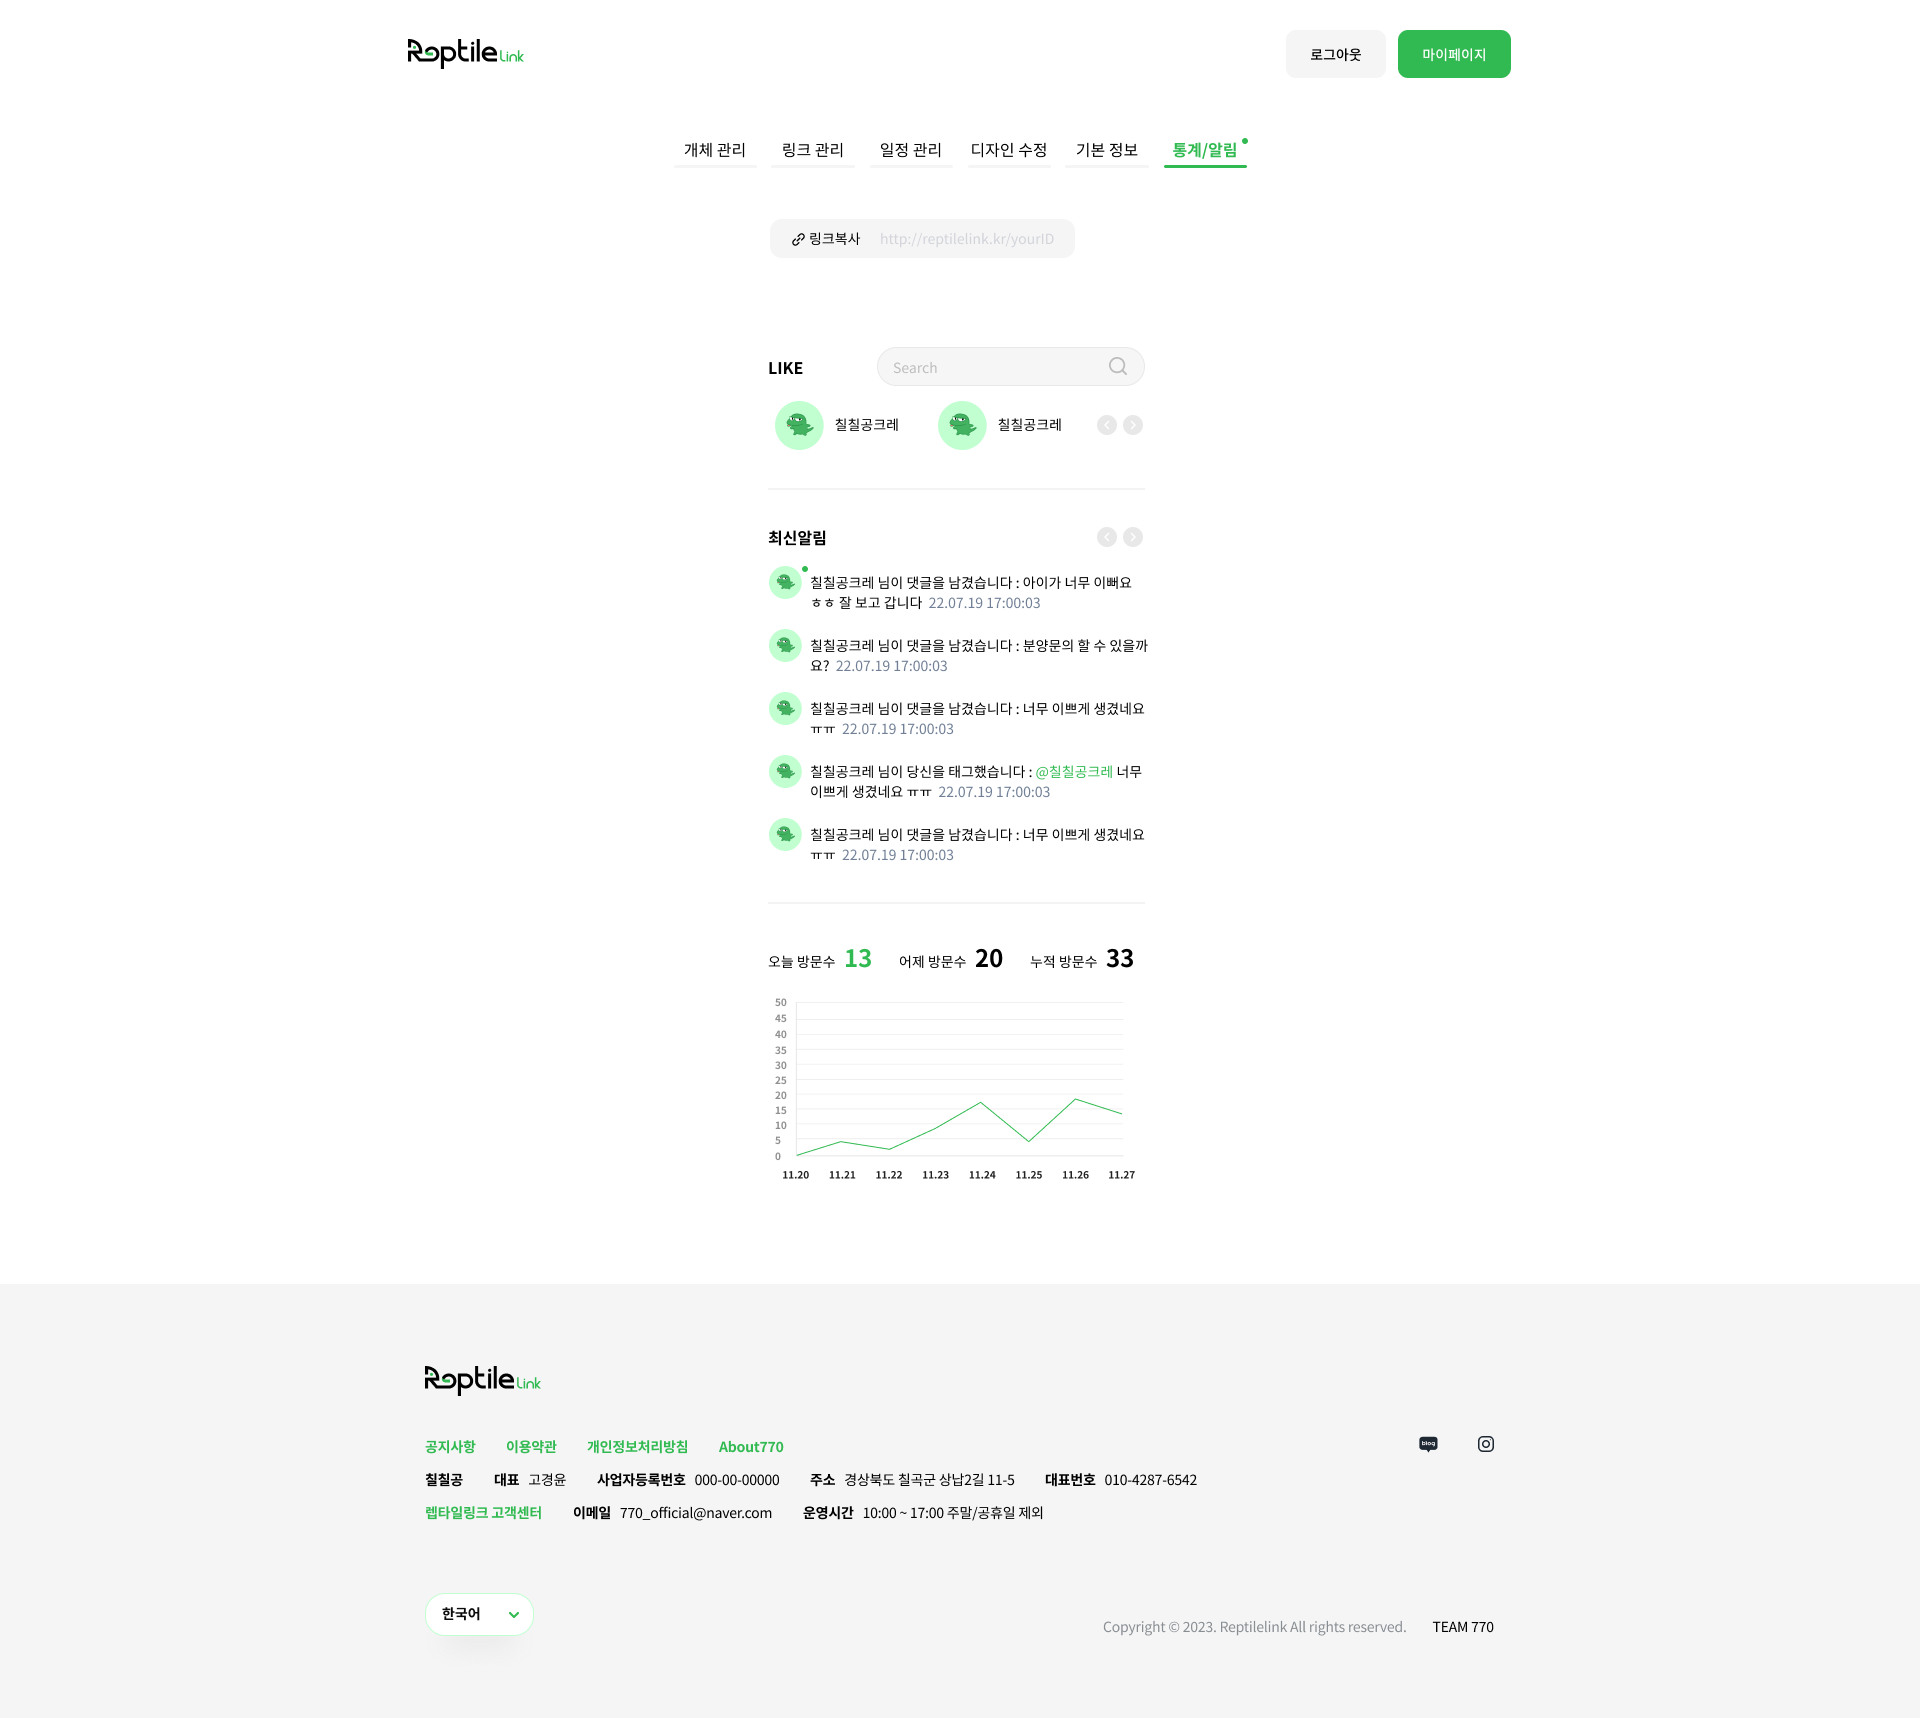 Reptile Link
로그아웃
마이페이지
개체 관리
링크 관리
일정 관리
디자인 수정
기본 정보
통계/알림
링크복사 http://reptilelink.kr/yourID
LIKE
Search
칠칠공크레
칠칠공크레
최신알림
칠칠공크레 님이 댓글을 남겼습니다 : 아이가 너무 이뻐요
ㅎㅎ 잘 보고 갑니다 22.07.19 17:00:03
칠칠공크레 님이 댓글을 남겼습니다 : 분양문의 할 수 있을까
요? 22.07.19 17:00:03
칠칠공크레 님이 댓글을 남겼습니다 : 너무 이쁘게 생겼네요
ㅠㅠ 22.07.19 17:00:03
칠칠공크레 님이 당신을 태그했습니다 : @칠칠공크레 너무
이쁘게 생겼네요 ㅠㅠ 22.07.19 17:00:03
칠칠공크레 님이 댓글을 남겼습니다 : 너무 이쁘게 생겼네요
ㅠㅠ 22.07.19 17:00:03
오늘 방문수 13 어제 방문수 20 누적 방문수 33
50
45
40
35
30
25
20
15
10
5
0
11.20 11.21 11.22 11.23 11.24 11.25 11.26 11.27
Reptile Link
공지사항 이용약관 개인정보처리방침 About770
blog
칠칠공 대표 고경윤 사업자등록번호 000-00-00000 주소 경상북도 칠곡군 상납2길 11-5 대표번호 010-4287-6542
렙타일링크 고객센터 이메일 770_official@naver.com 운영시간 10:00 ~ 17:00 주말/공휴일 제외
한국어
Copyright © 2023. Reptilelink All rights reserved. TEAM 770